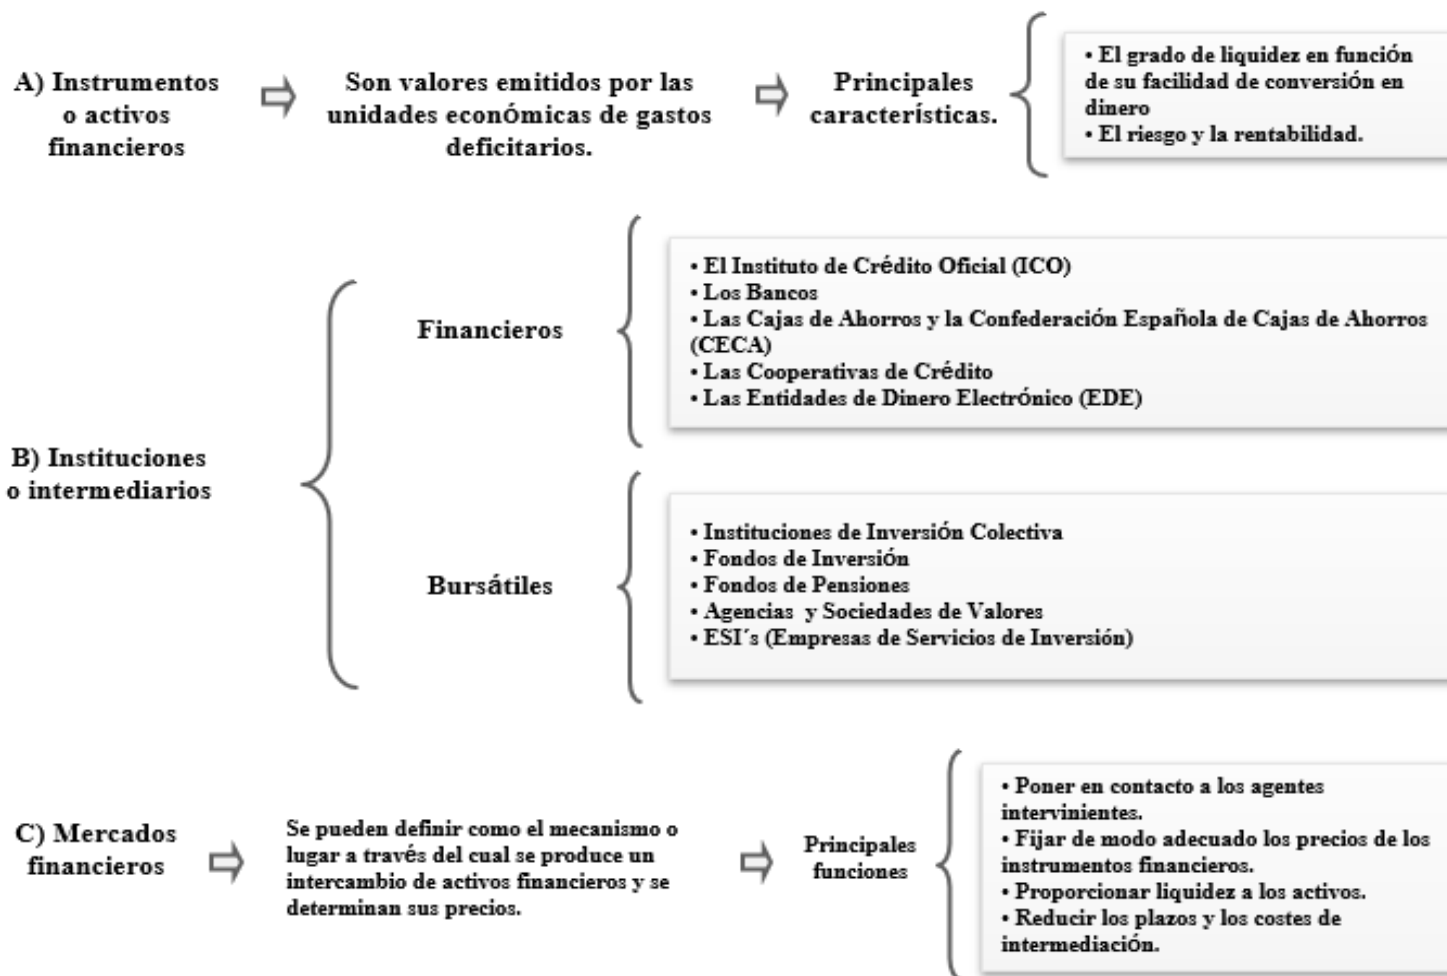 A) Instrumentos
o activos
financieros
Son valores emitidos por las
unidades económicas de gastos
deficitarios.
Principales
características.
• El grado de liquidez en función
de su facilidad de conversión en
dinero
• El riesgo y la rentabilidad.
B) Instituciones
o intermediarios
Financieros
• El Instituto de Crédito Oficial (ICO)
• Los Bancos
• Las Cajas de Ahorros y la Confederación Española de Cajas de Ahorros
(CECA)
• Las Cooperativas de Crédito
• Las Entidades de Dinero Electrónico (EDE)
Bursátiles
• Instituciones de Inversión Colectiva
• Fondos de Inversión
• Fondos de Pensiones
• Agencias  y Sociedades de Valores
• ESI´s (Empresas de Servicios de Inversión)
C) Mercados
financieros
Se pueden definir como el mecanismo o
lugar a través del cual se produce un
intercambio de activos financieros y se
determinan sus precios.
Principales
funciones
• Poner en contacto a los agentes
intervinientes.
• Fijar de modo adecuado los precios de los
instrumentos financieros.
• Proporcionar liquidez a los activos.
• Reducir los plazos y los costes de
intermediación.